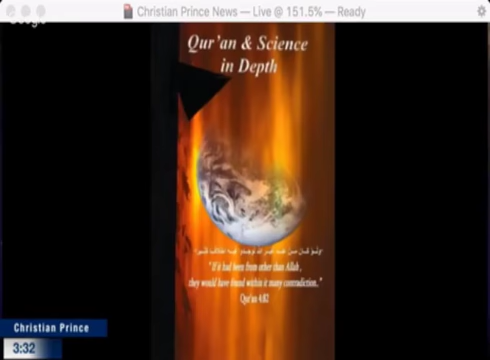 Christian Prince News — Live @ 151.5% — Ready
Google
Qur'an & Science
in Depth
"If it had been from other than Allah,
they would have found within it many contradiction."
Qur'an 4:82
Christian Prince
3:32